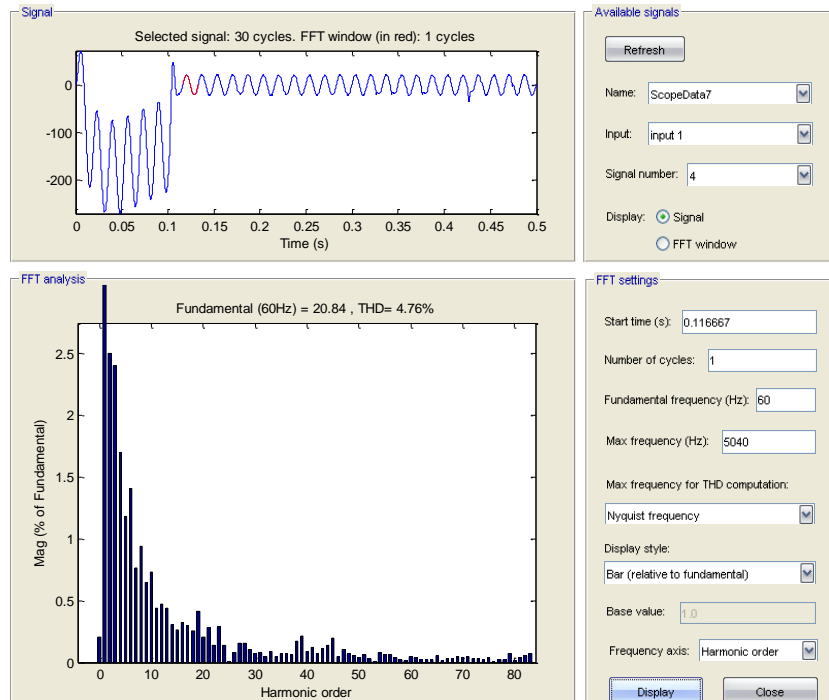 Signal
Selected signal: 30 cycles. FFT window (in red): 1 cycles
0
-100
-200
0 0.05 0.1 0.15 0.2 0.25 0.3 0.35 0.4 0.45 0.5
Time (s)
Available signals
Refresh
Name: ScopeData7
Input: input 1
Signal number: 4
Display: Signal
FFT window
FFT analysis
Fundamental (60Hz) = 20.84 , THD= 4.76%
2.5
2
1.5
1
0.5
0
Mag (% of Fundamental)
0 10 20 30 40 50 60 70 80
Harmonic order
FFT settings
Start time (s): 0.116667
Number of cycles: 1
Fundamental frequency (Hz): 60
Max frequency (Hz): 5040
Max frequency for THD computation:
Nyquist frequency
Display style:
Bar (relative to fundamental)
Base value: 1.0
Frequency axis: Harmonic order
Display Close